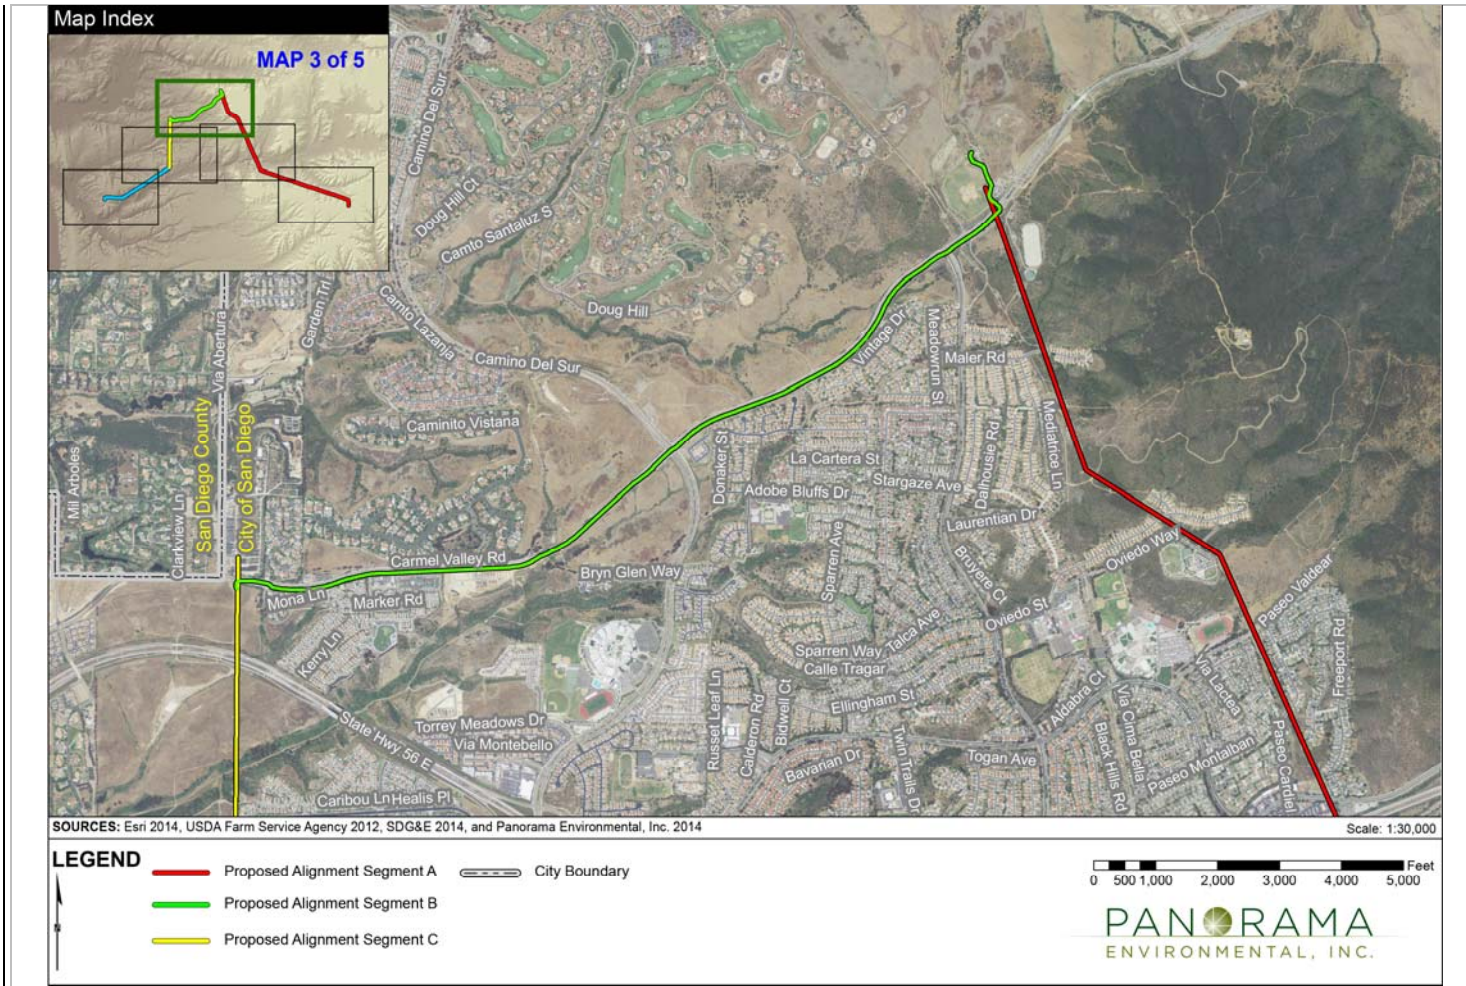 Map Index
MAP 3 of 5
Camino Del Sur
Doug Hill Ct
Camto Santaluz S
Garden Trl
Camto Lazanja
Doug Hill
Via Abertura
Camino Del Sur
Vintage Dr
Meadowrun St
Maler Rd
San Diego County
City of San Diego
Caminito Vistana
Mil Arboles
Clarkview Ln
Donaker St
La Cartera St
Stargaze Ave
Dalhousie Rd
Mediatrice Ln
Adobe Bluffs Dr
Laurentian Dr
Carmel Valley Rd
Bryn Glen Way
Sparren Ave
Bruyere Ct
Oviedo Way
Mona Ln
Marker Rd
Paseo Valdear
Kerry Ln
Talca Ave
Oviedo St
Sparren Way
Calle Tragar
Freeport Rd
Ellingham St
Aldabra Ct
Via Lactea
State Hwy 56 E
Torrey Meadows Dr
Via Montebello
Russet Leaf Ln
Calderon Rd
Bidwell Ct
Bavarian Dr
Twin Trails Dr
Togan Ave
Black Hills Rd
Via Cima Bella
Paseo Montalban
Paseo Cardiel
Caribou Ln
Healis Pl
SOURCES: Esri 2014, USDA Farm Service Agency 2012, SDG&E 2014, and Panorama Environmental, Inc. 2014
Scale: 1:30,000
LEGEND
Proposed Alignment Segment A
City Boundary
Proposed Alignment Segment B
Proposed Alignment Segment C
N
Feet
0 500 1,000 2,000 3,000 4,000 5,000
PANORAMA
ENVIRONMENTAL, INC.